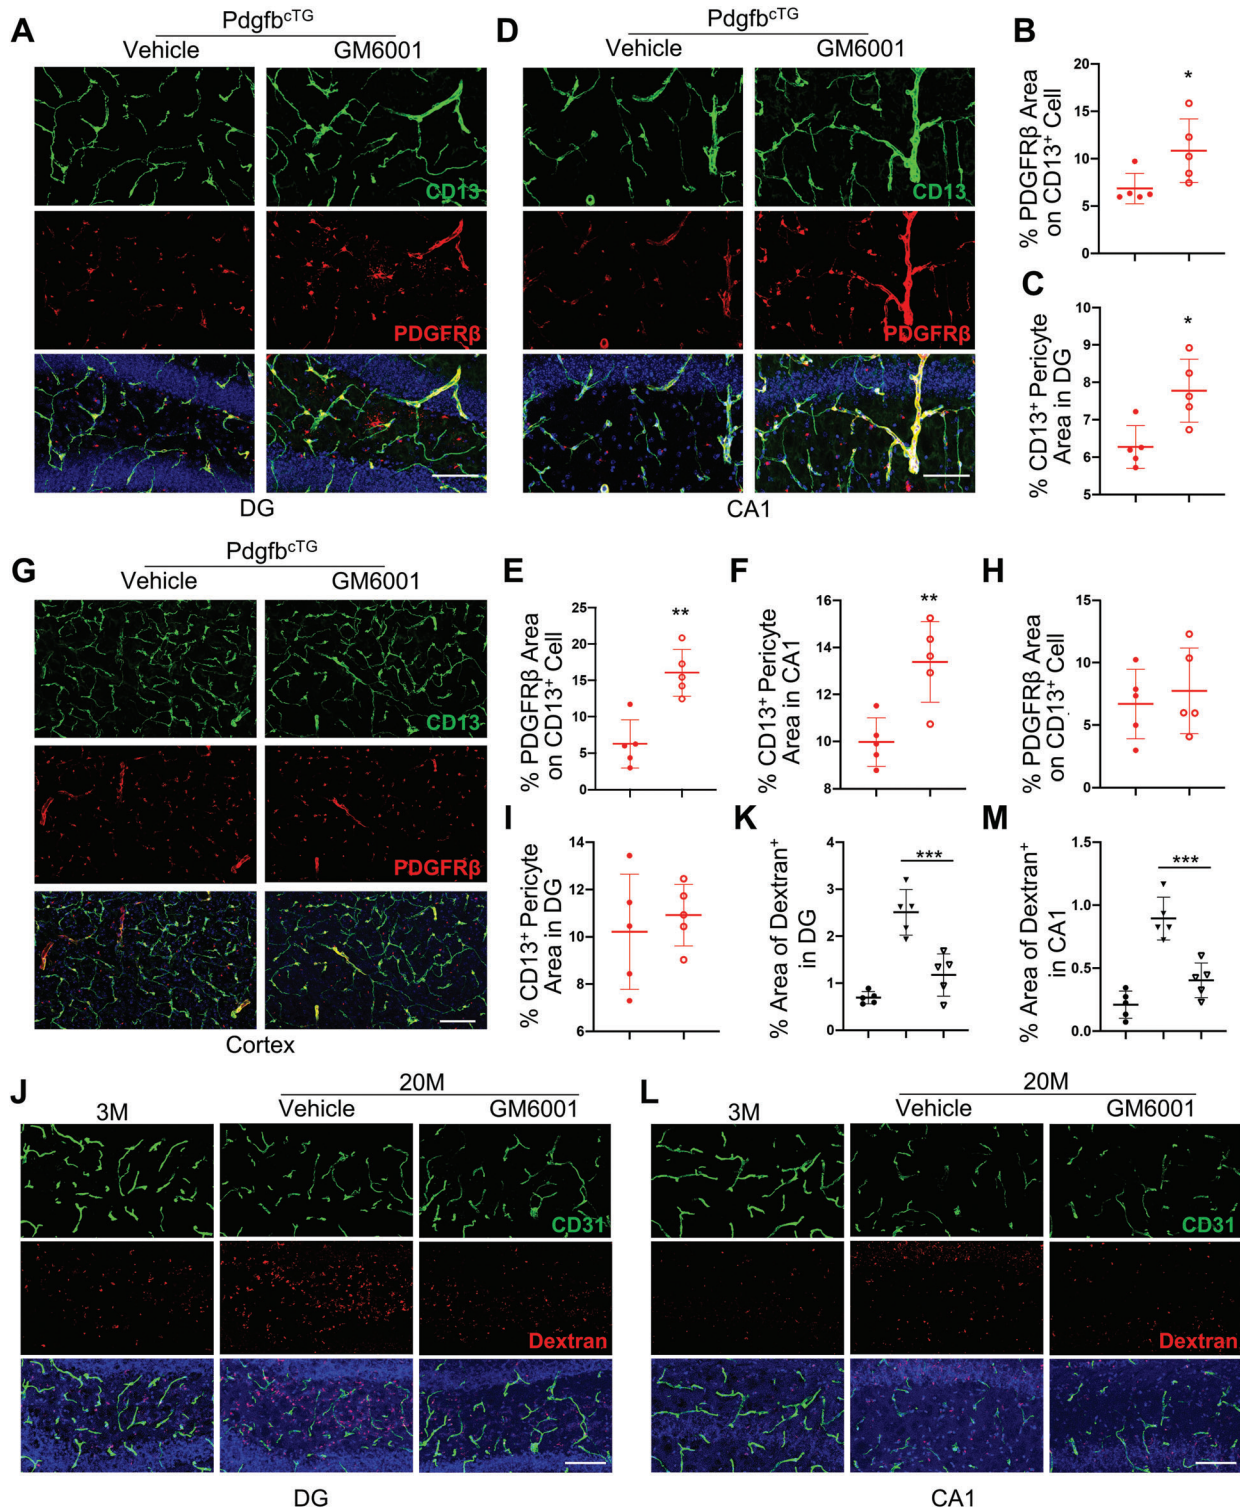 A
Pdgfb^cTG
Vehicle
GM6001
CD13
PDGFRβ
DG
D
Pdgfb^cTG
Vehicle
GM6001
CD13
PDGFRβ
CA1
B
% PDGFRβ Area
on CD13⁺ Cell
20
15
10
5
0
*
C
% CD13⁺ Pericyte
Area in DG
10
9
8
7
6
5
*
G
Pdgfb^cTG
Vehicle
GM6001
CD13
PDGFRβ
Cortex
E
% PDGFRβ Area
on CD13⁺ Cell
25
20
15
10
5
0
**
F
% CD13⁺ Pericyte
Area in CA1
16
14
12
10
8
**
H
% PDGFRβ Area
on CD13⁺ Cell
15
10
5
0
I
% CD13⁺ Pericyte
Area in DG
14
12
10
8
6
K
% Area of Dextran⁺
in DG
4
3
2
1
0
***
M
% Area of Dextran⁺
in CA1
1.5
1.0
0.5
0.0
***
J
20M
3M
Vehicle
GM6001
CD31
Dextran
DG
L
20M
3M
Vehicle
GM6001
CD31
Dextran
CA1